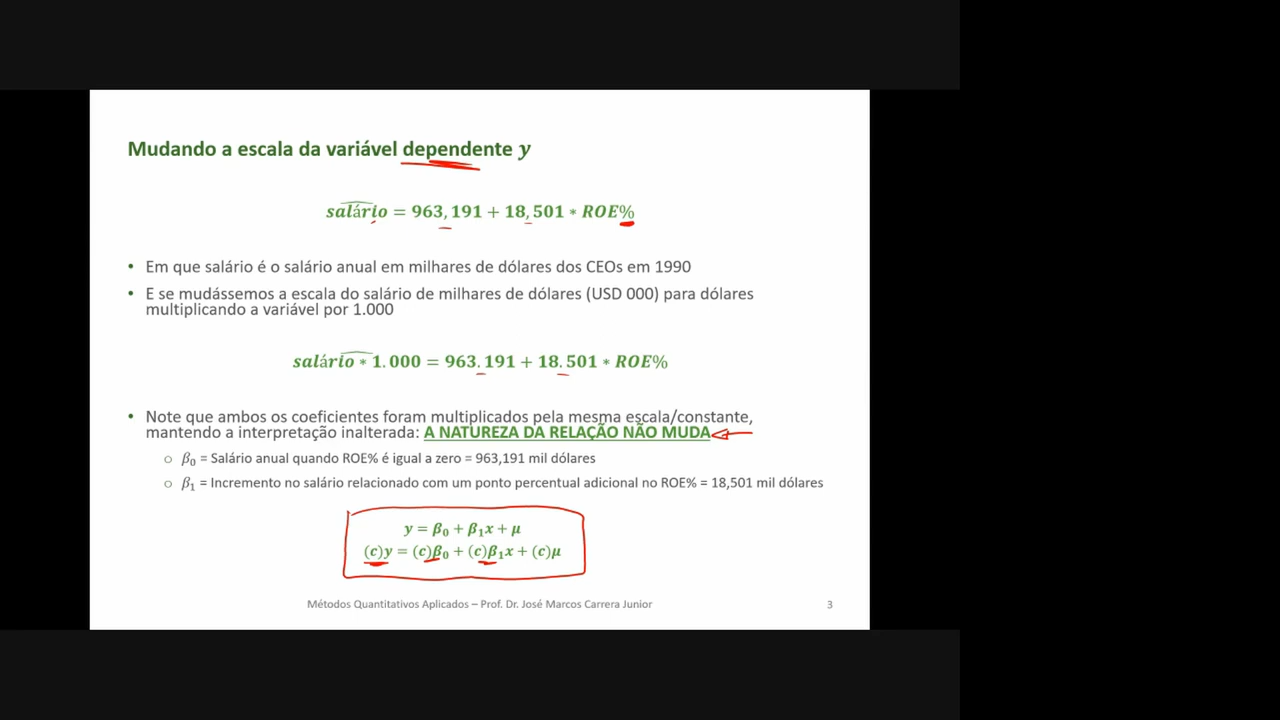 Mudando a escala da variável dependente y
salário = 963,191 + 18,501 * ROE%
• Em que salário é o salário anual em milhares de dólares dos CEOs em 1990
• E se mudássemos a escala do salário de milhares de dólares (USD 000) para dólares
multiplicando a variável por 1.000
salário * 1.000 = 963.191 + 18.501 * ROE%
• Note que ambos os coeficientes foram multiplicados pela mesma escala/constante,
mantendo a interpretação inalterada: A NATUREZA DA RELAÇÃO NÃO MUDA
○ β₀ = Salário anual quando ROE% é igual a zero = 963,191 mil dólares
○ β₁ = Incremento no salário relacionado com um ponto percentual adicional no ROE% = 18,501 mil dólares
y = β₀ + β₁x + μ
(c)y = (c)β₀ + (c)β₁x + (c)μ
Métodos Quantitativos Aplicados – Prof. Dr. José Marcos Carrera Junior 3